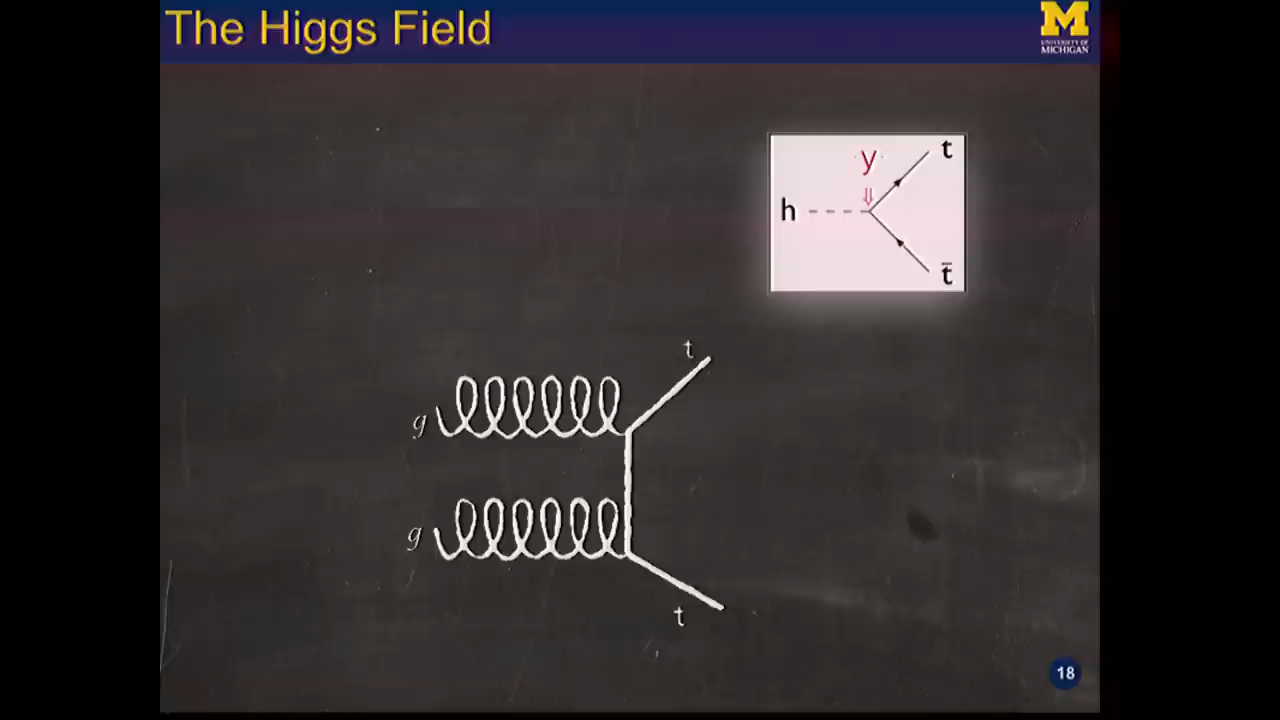 The Higgs Field
M
UNIVERSITY OF
MICHIGAN
y
t
h
t̄
t
g
g
t
18